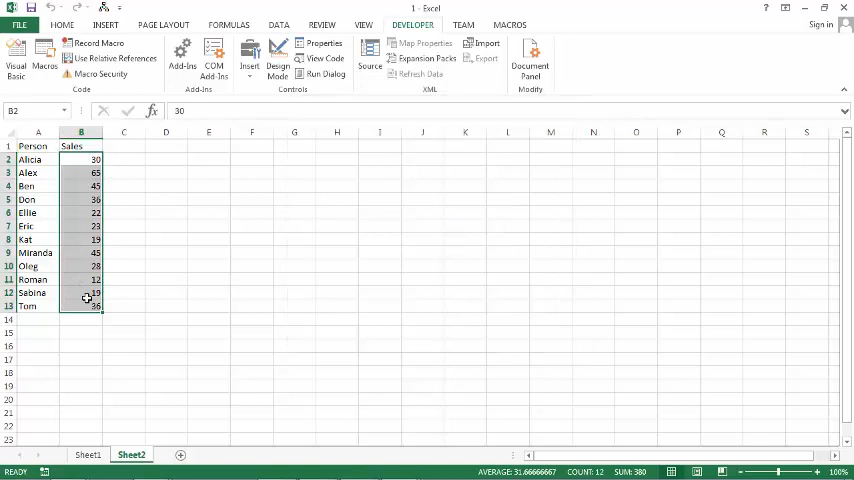 1 - Excel
? 
Sign in
FILE HOME INSERT PAGE LAYOUT FORMULAS DATA REVIEW VIEW DEVELOPER TEAM MACROS
Visual Basic
Macros
Record Macro
Use Relative References
Macro Security
Code
Add-Ins
COM Add-Ins
Add-Ins
Insert
Design Mode
Properties
View Code
Run Dialog
Controls
Source
Map Properties
Expansion Packs
Refresh Data
Import
Export
XML
Document Panel
Modify
B2 fx 30
A B C D E F G H I J K L M N O P Q R S
1 Person Sales
2 Alicia 30
3 Alex 65
4 Ben 45
5 Don 36
6 Ellie 22
7 Eric 23
8 Kat 19
9 Miranda 45
10 Oleg 28
11 Roman 12
12 Sabina 19
13 Tom 36
14
15
16
17
18
19
20
21
22
23
Sheet1 Sheet2
READY AVERAGE: 31.66666667 COUNT: 12 SUM: 380 100%